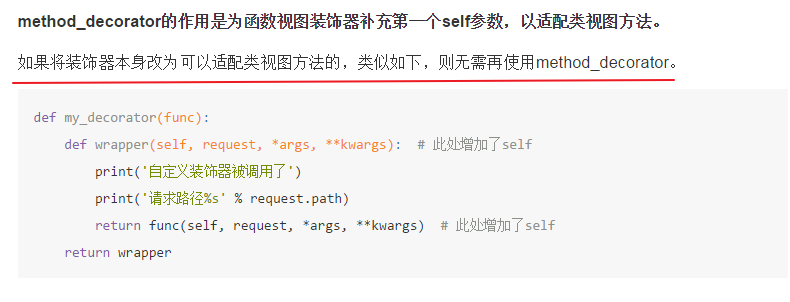 method_decorator的作用是为函数视图装饰器补充第一个self参数，以适配类视图方法。
如果将装饰器本身改为可以适配类视图方法的，类似如下，则无需再使用method_decorator。
def my_decorator(func):
    def wrapper(self, request, *args, **kwargs):  # 此处增加了self
        print('自定义装饰器被调用了')
        print('请求路径%s' % request.path)
        return func(self, request, *args, **kwargs)  # 此处增加了self
    return wrapper